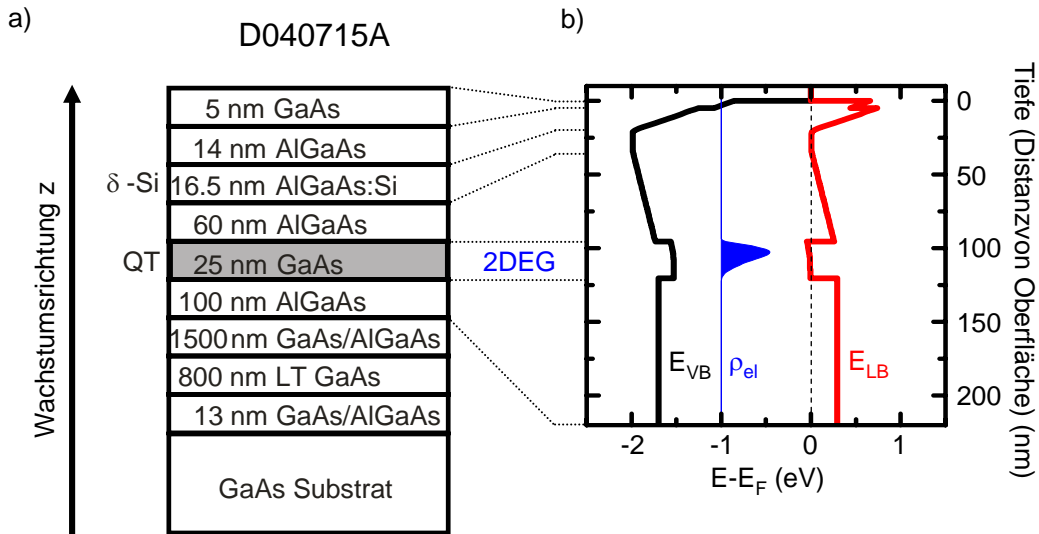 a)
D040715A
Wachstumsrichtung z
5 nm GaAs
14 nm AlGaAs
δ -Si
16.5 nm AlGaAs:Si
60 nm AlGaAs
QT
25 nm GaAs
2DEG
100 nm AlGaAs
1500 nm GaAs/AlGaAs
800 nm LT GaAs
13 nm GaAs/AlGaAs
GaAs Substrat
b)
E_VB
ρ_el
E_LB
0
50
100
150
200
Tiefe (Distanzvon Oberfläche) (nm)
-2 -1 0 1
E-E_F (eV)